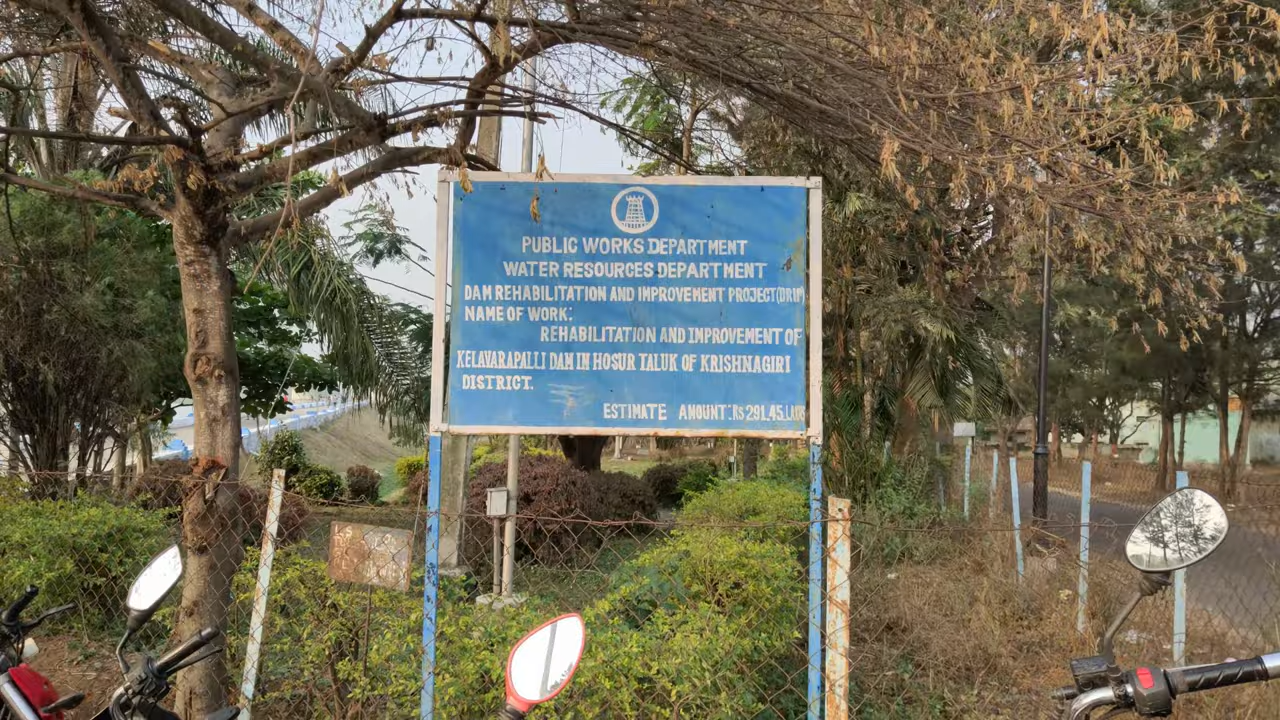 PUBLIC WORKS DEPARTMENT
WATER RESOURCES DEPARTMENT
DAM REHABILITATION AND IMPROVEMENT PROJECT(DRIP)
NAME OF WORK:
REHABILITATION AND IMPROVEMENT OF
KELAVARAPALLI DAM IN HOSUR TALUK OF KRISHNAGIRI
DISTRICT.
ESTIMATE AMOUNT: RS 291.45 LAKS